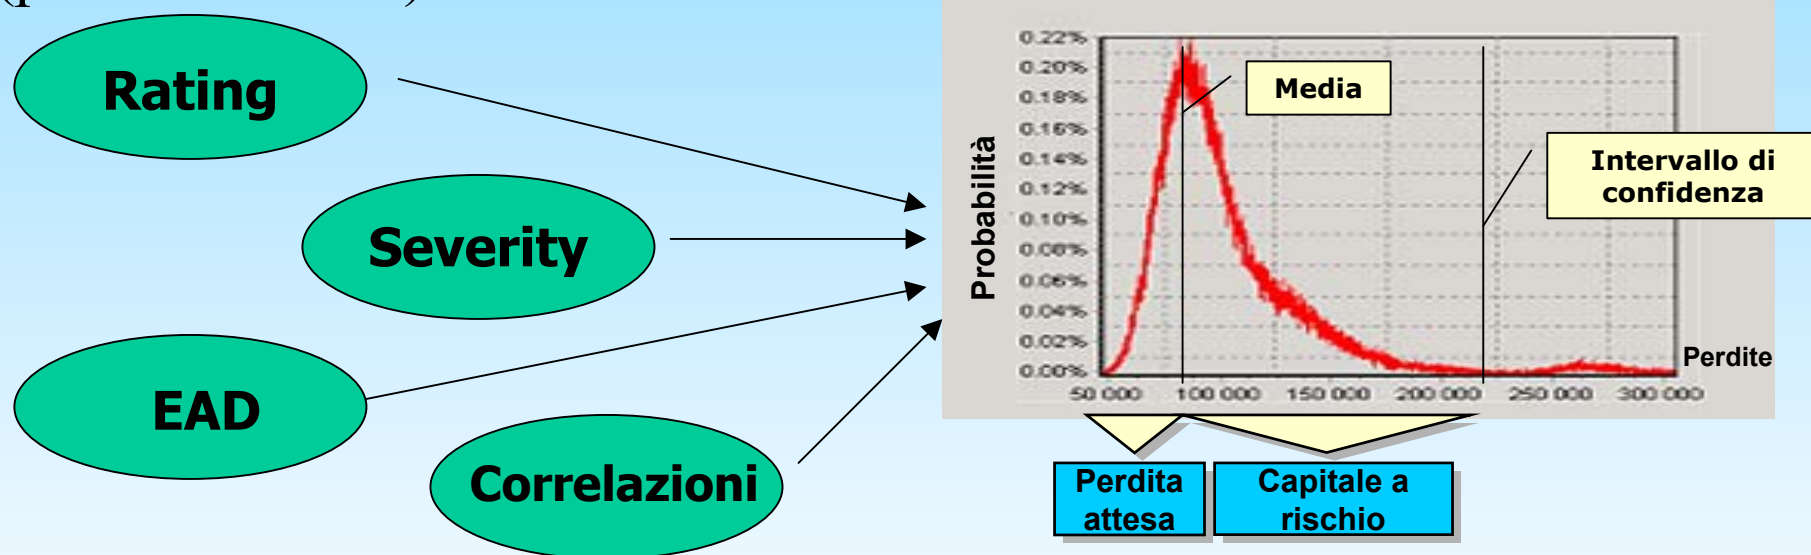 Rating
Severity
EAD
Correlazioni
0.22%
0.20%
0.18%
0.16%
0.14%
0.12%
0.10%
0.08%
0.06%
0.04%
0.02%
0.00%
Probabilità
Media
Intervallo di
confidenza
Perdite
50 000 100 000 150 000 200 000 250 000 300 000
Perdita
attesa
Capitale a
rischio